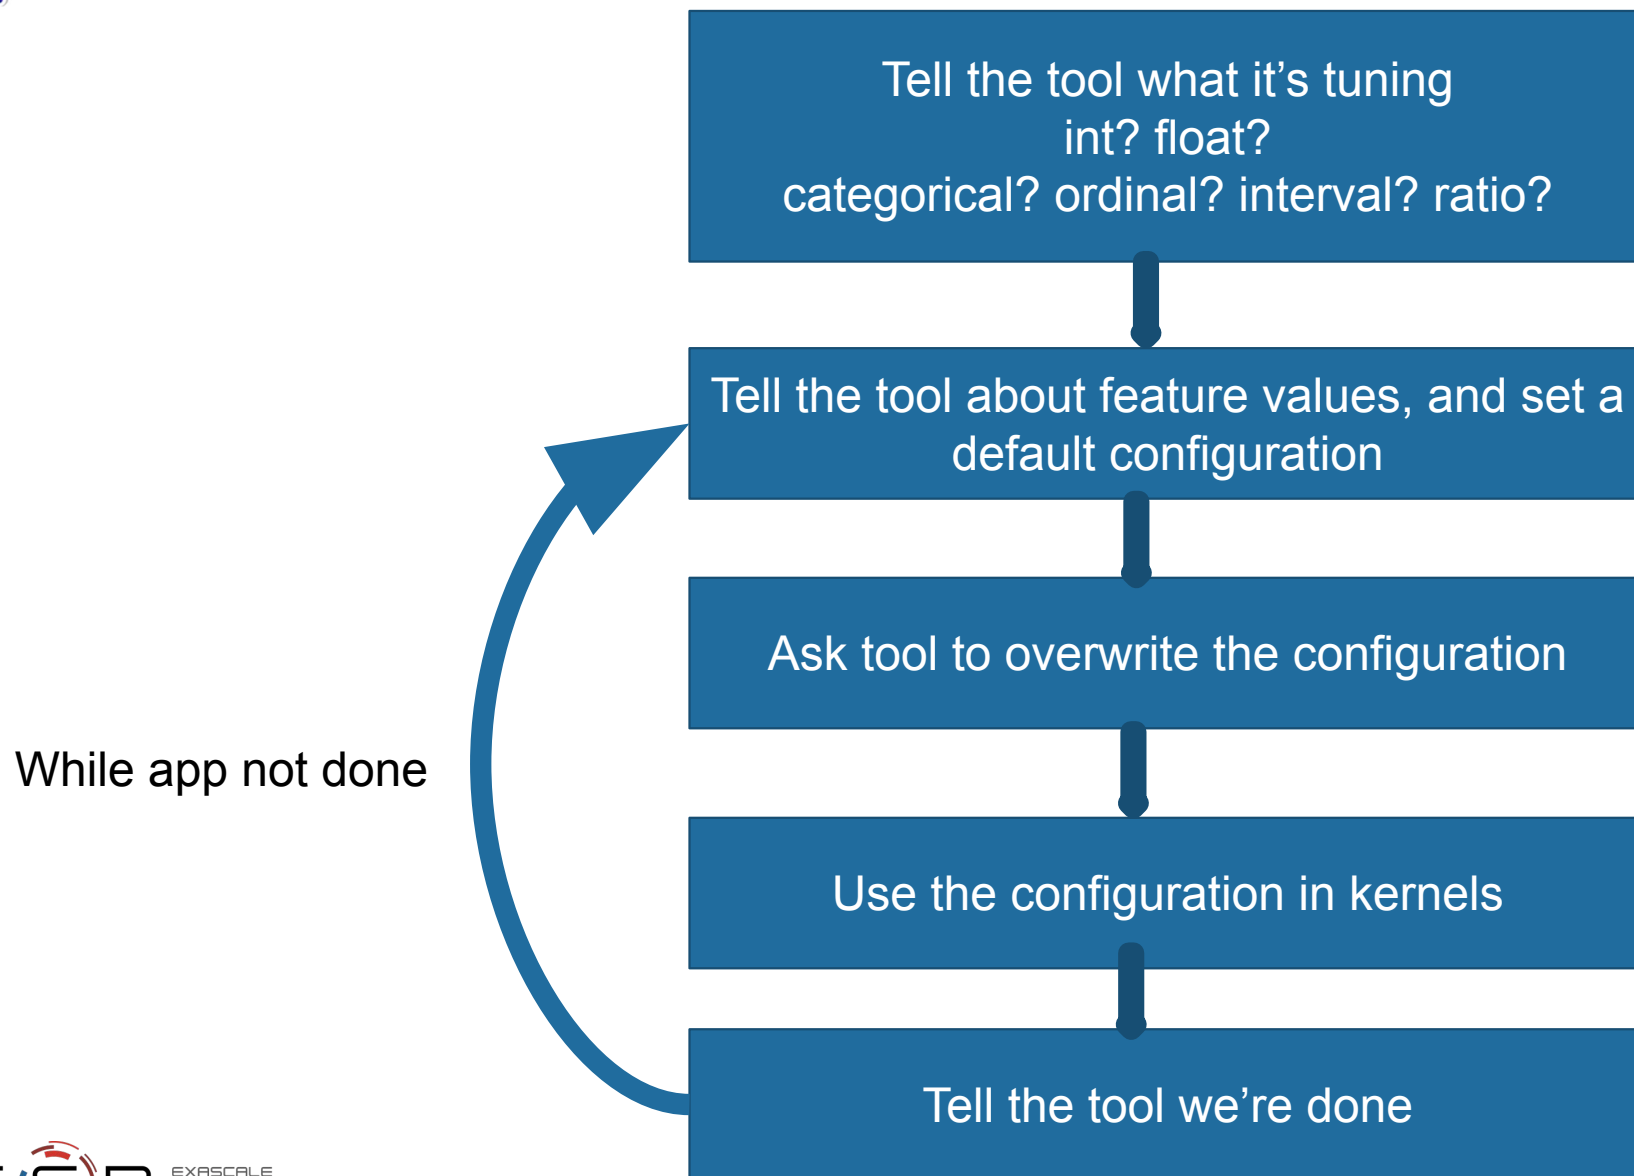 Tell the tool what it’s tuning
int? float?
categorical? ordinal? interval? ratio?
Tell the tool about feature values, and set a
default configuration
Ask tool to overwrite the configuration
While app not done
Use the configuration in kernels
Tell the tool we’re done
EXASCALE